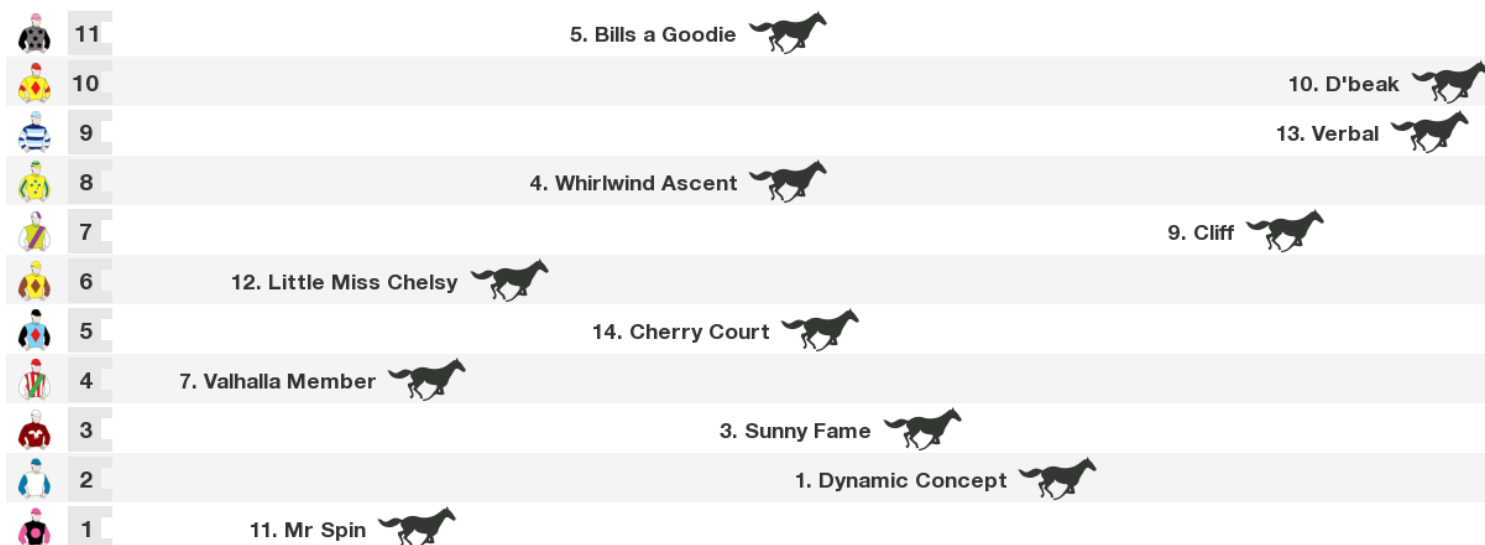 11 5. Bills a Goodie
10 10. D'beak
9 13. Verbal
8 4. Whirlwind Ascent
7 9. Cliff
6 12. Little Miss Chelsy
5 14. Cherry Court
4 7. Valhalla Member
3 3. Sunny Fame
2 1. Dynamic Concept
1 11. Mr Spin